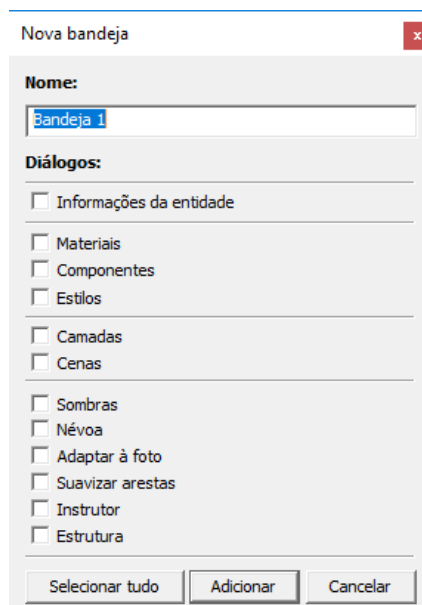 Nova bandeja x
Nome:
Bandeja 1
Diálogos:
Informações da entidade
Materiais
Componentes
Estilos
Camadas
Cenas
Sombras
Névoa
Adaptar à foto
Suavizar arestas
Instrutor
Estrutura
Selecionar tudo Adicionar Cancelar